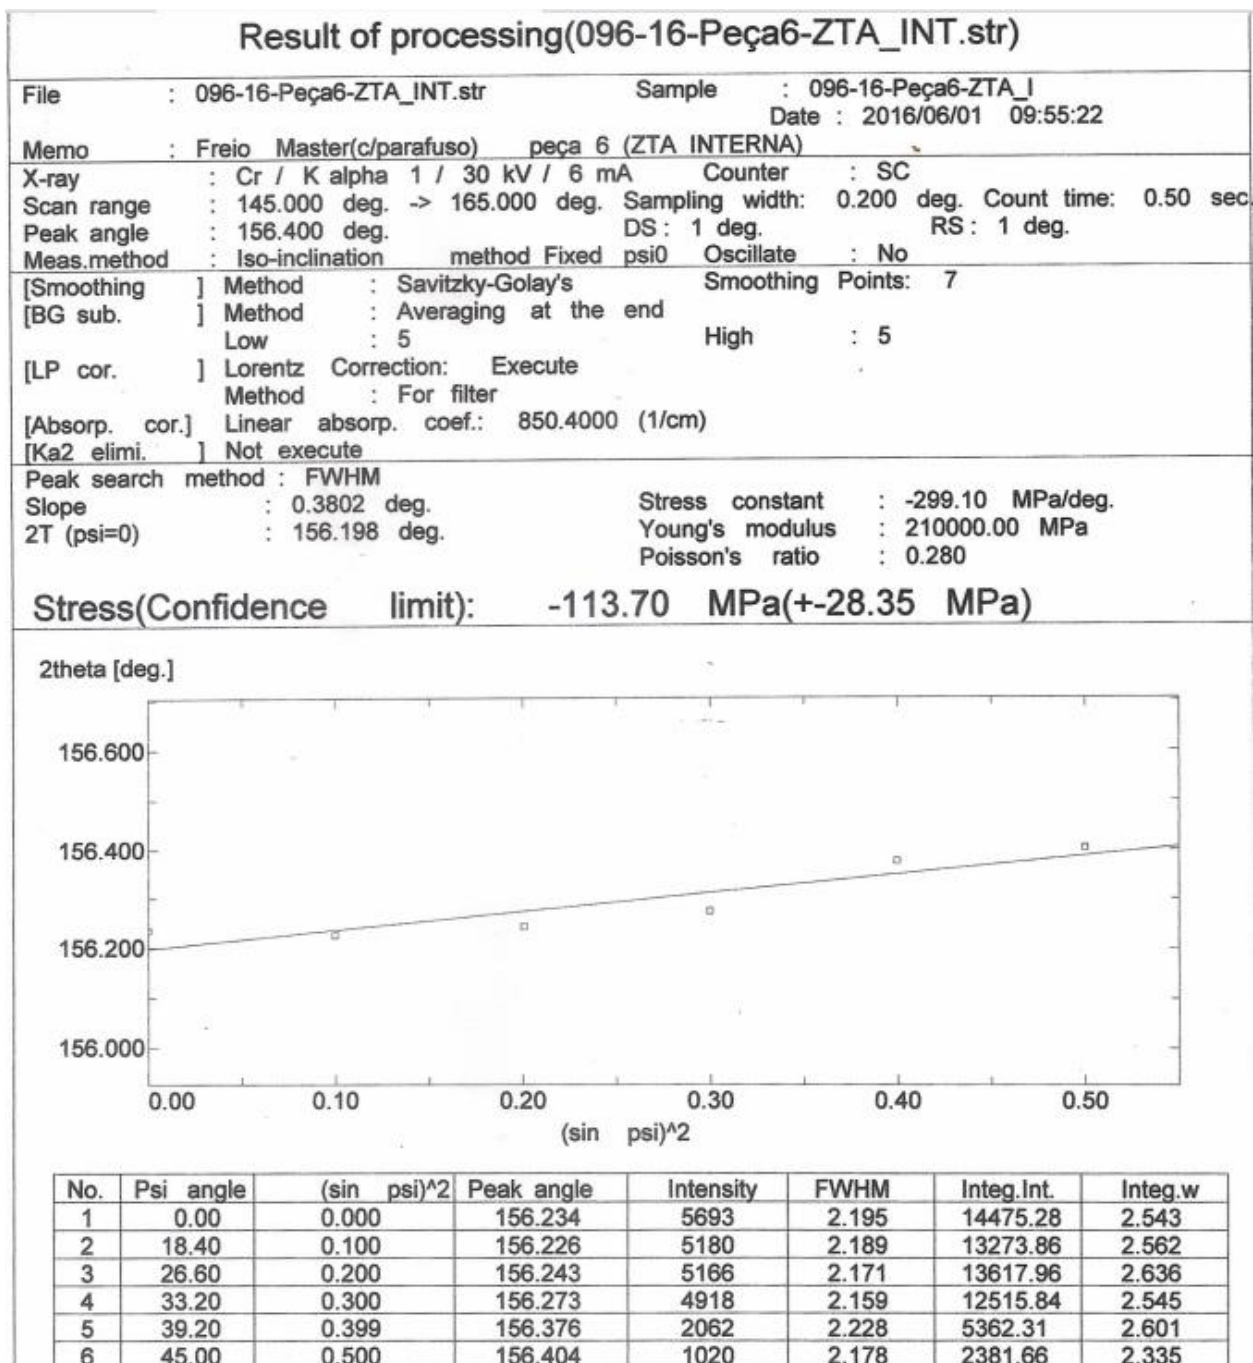 Result of processing(096-16-Peça6-ZTA_INT.str)
File : 096-16-Peça6-ZTA_INT.str Sample : 096-16-Peça6-ZTA_I
Date : 2016/06/01 09:55:22
Memo : Freio Master(c/parafuso) peça 6 (ZTA INTERNA)
X-ray : Cr / K alpha 1 / 30 kV / 6 mA Counter : SC
Scan range : 145.000 deg. -> 165.000 deg. Sampling width: 0.200 deg. Count time: 0.50 sec.
Peak angle : 156.400 deg. DS : 1 deg. RS : 1 deg.
Meas.method : Iso-inclination method Fixed psi0 Oscillate : No
[Smoothing ] Method : Savitzky-Golay's Smoothing Points: 7
[BG sub. ] Method : Averaging at the end
Low : 5 High : 5
[LP cor. ] Lorentz Correction: Execute
Method : For filter
[Absorp. cor.] Linear absorp. coef.: 850.4000 (1/cm)
[Ka2 elimi. ] Not execute
Peak search method : FWHM
Slope : 0.3802 deg. Stress constant : -299.10 MPa/deg.
2T (psi=0) : 156.198 deg. Young's modulus : 210000.00 MPa
Poisson's ratio : 0.280
Stress(Confidence limit): -113.70 MPa(+-28.35 MPa)
2theta [deg.]
156.600
156.400
156.200
156.000
0.00 0.10 0.20 0.30 0.40 0.50
(sin psi)^2
No. Psi angle (sin psi)^2 Peak angle Intensity FWHM Integ.Int. Integ.w
1 0.00 0.000 156.234 5693 2.195 14475.28 2.543
2 18.40 0.100 156.226 5180 2.189 13273.86 2.562
3 26.60 0.200 156.243 5166 2.171 13617.96 2.636
4 33.20 0.300 156.273 4918 2.159 12515.84 2.545
5 39.20 0.399 156.376 2062 2.228 5362.31 2.601
6 45.00 0.500 156.404 1020 2.178 2381.66 2.335